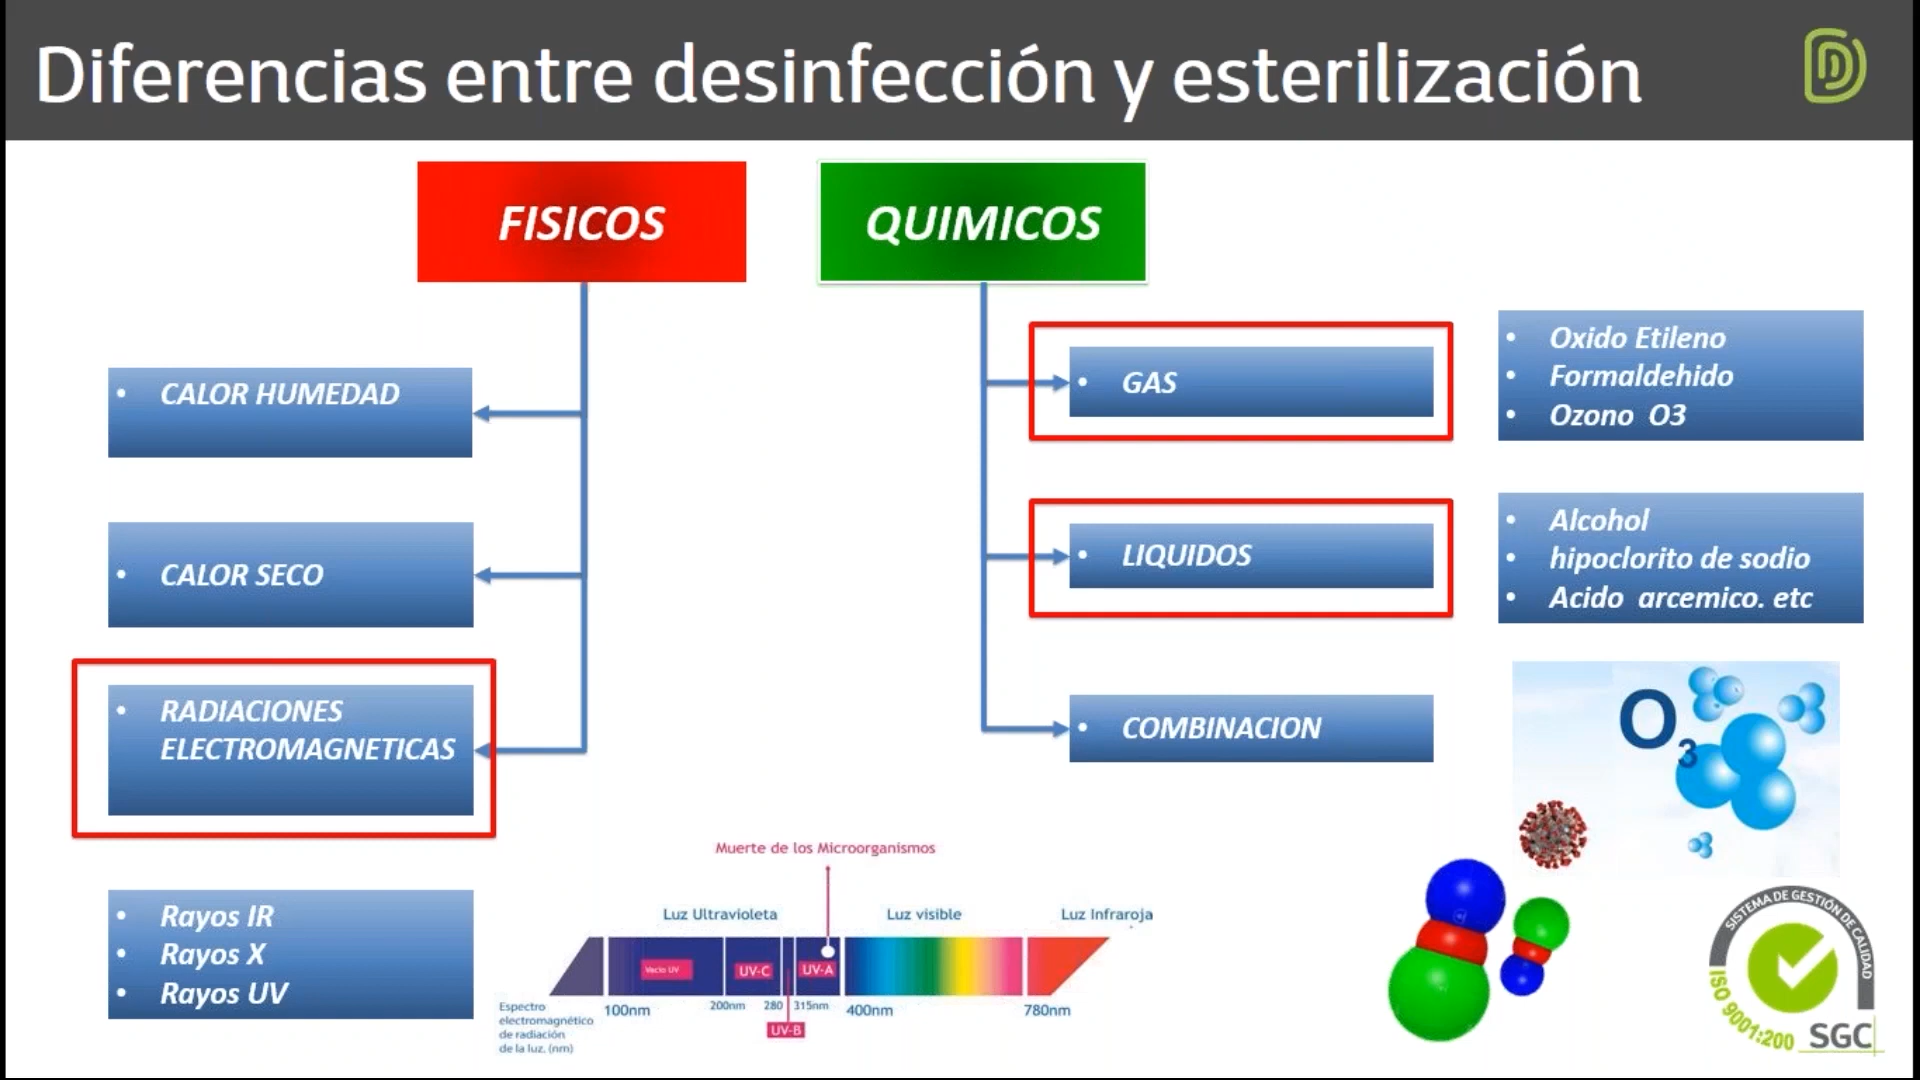 Diferencias entre desinfección y esterilización
FISICOS
QUIMICOS
• CALOR HUMEDAD
• CALOR SECO
• RADIACIONES
ELECTROMAGNETICAS
• Rayos IR
• Rayos X
• Rayos UV
• GAS
• LIQUIDOS
• COMBINACION
• Oxido Etileno
• Formaldehido
• Ozono O3
• Alcohol
• hipoclorito de sodio
• Acido arcemico. etc
O3
Muerte de los Microorganismos
Luz Ultravioleta
Luz visible
Luz Infraroja
Vacio UV
UV-C
UV-A
Espectro
electromagnético
de radiación
de la luz. (nm)
100nm
200nm
280
315nm
400nm
780nm
UV-B
SISTEMA DE GESTIÓN DE CALIDAD
ISO 9001:200
SGC